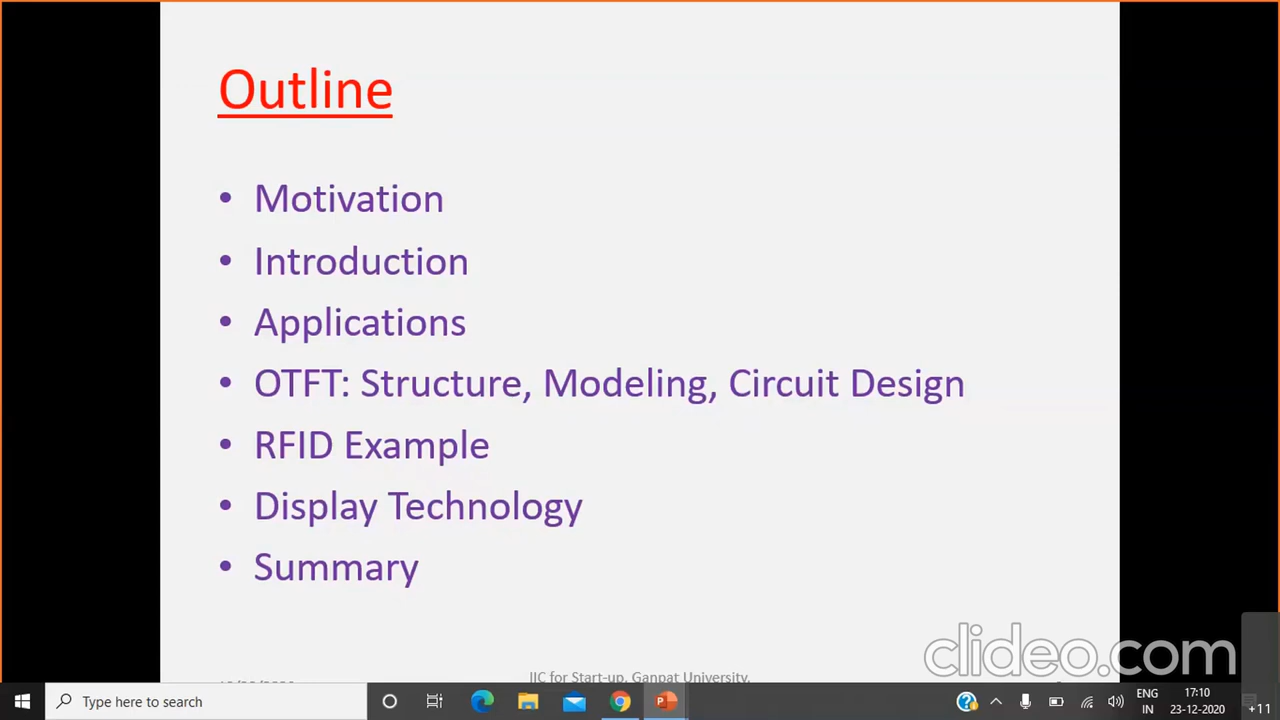 Outline
• Motivation
• Introduction
• Applications
• OTFT: Structure, Modeling, Circuit Design
• RFID Example
• Display Technology
• Summary
clideo.com
IIC for Start-up, Ganpat University,
Type here to search
ENG
IN
17:10
23-12-2020
+11